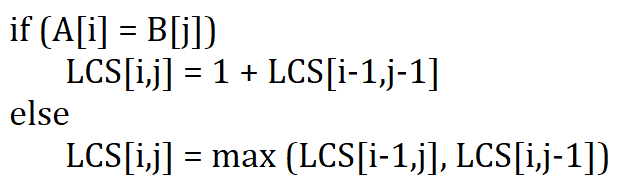 if (A[i] = B[j])
LCS[i,j] = 1 + LCS[i-1,j-1]
else
LCS[i,j] = max (LCS[i-1,j], LCS[i,j-1])